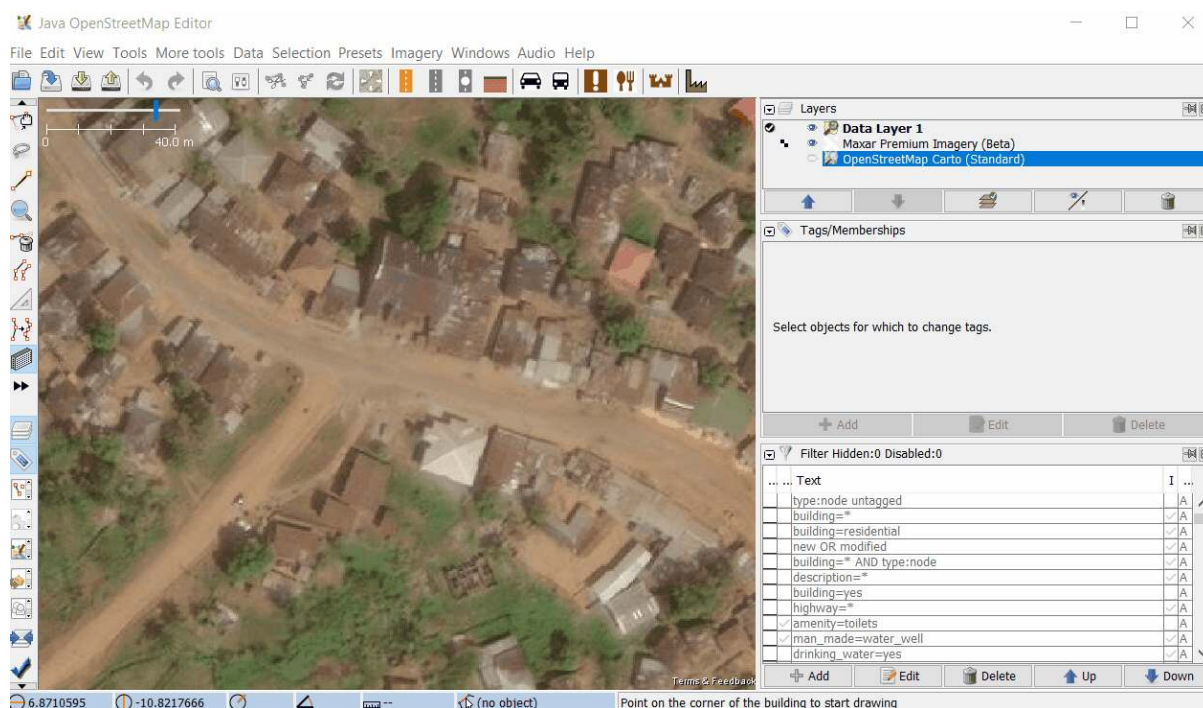 Java OpenStreetMap Editor
File Edit View Tools More tools Data Selection Presets Imagery Windows Audio Help
0
40.0 m
Layers
Data Layer 1
Maxar Premium Imagery (Beta)
OpenStreetMap Carto (Standard)
Tags/Memberships
Select objects for which to change tags.
Add Edit Delete
Filter Hidden:0 Disabled:0
... ... Text I ...
type:node untagged A
building=* A
building=residential A
new OR modified A
building=* AND type:node A
description=* A
building=yes A
highway=* A
amenity=toilets A
man_made=water_well A
drinking_water=yes A
Add Edit Delete Up Down
Terms & Feedback
6.8710595 -10.8217666 -- (no object) Point on the corner of the building to start drawing